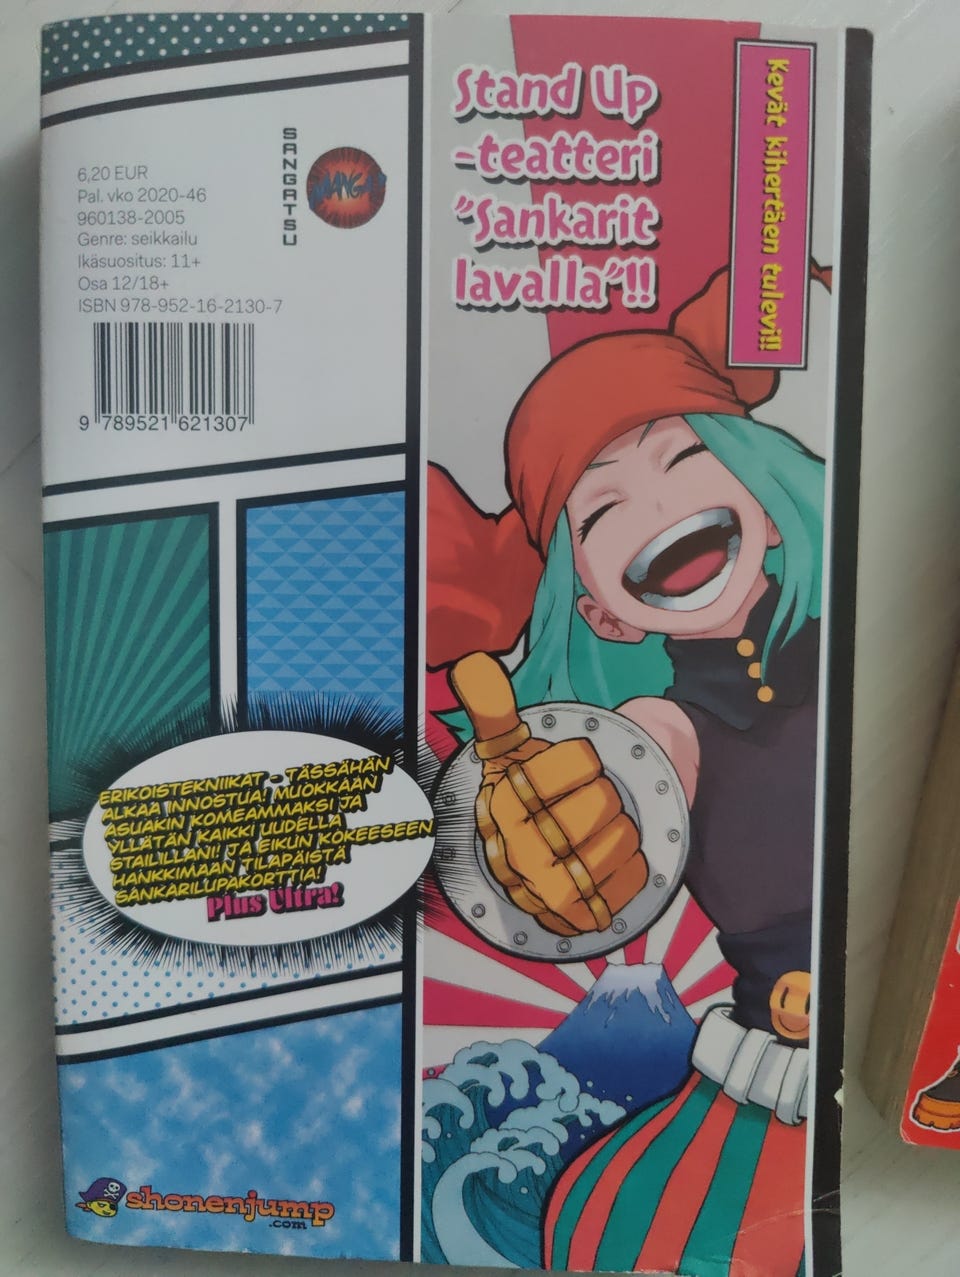 6,20 EUR
Pal. vko 2020-46
960138-2005
Genre: seikkailu
Ikäsuositus: 11+
Osa 12/18+
ISBN 978-952-16-2130-7
9 789521 621307
SANGATSU
MANGA
Stand Up
-teatteri
"Sankarit
lavalla"!!
Kevät kihertäen tulevi!!
ERIKOISTEKNIIKAT - TÄSSÄHÄN
ALKAA INNOSTUA! MUOKKAAN
ASUAKIN KOMEAMMAKSI JA
YLLÄTÄN KAIKKI UUDELLA
STAILILLANI! JA EIKUN KOKEESEEN
HANKKIMAAN TILAPÄISTÄ
SANKARILUPAKORTTIA!
Plus Ultra!
shonenjump
.com